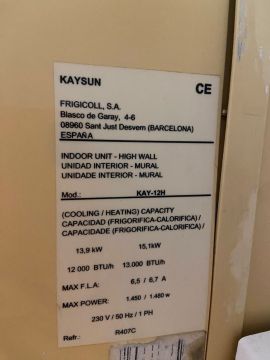 KAYSUN CE
FRIGICOLL, S.A.
Blasco de Garay, 4-6
08960 Sant Just Desvern (BARCELONA)
ESPAÑA
INDOOR UNIT - HIGH WALL
UNIDAD INTERIOR - MURAL
UNIDADE INTERIOR - MURAL
Mod.: KAY-12H
(COOLING / HEATING) CAPACITY
CAPACIDAD (FRIGORIFICA-CALORIFICA) /
CAPACIDADE (FRIGORIFICA-CALORIFICA) /
13,9 kW 15,1kW
12 000 BTU/h 13.000 BTU/h
MAX F.L.A: 6,5 / 6,7 A
MAX POWER: 1.450 / 1.480 w
230 V / 50 Hz / 1 PH
Refr.: R407C